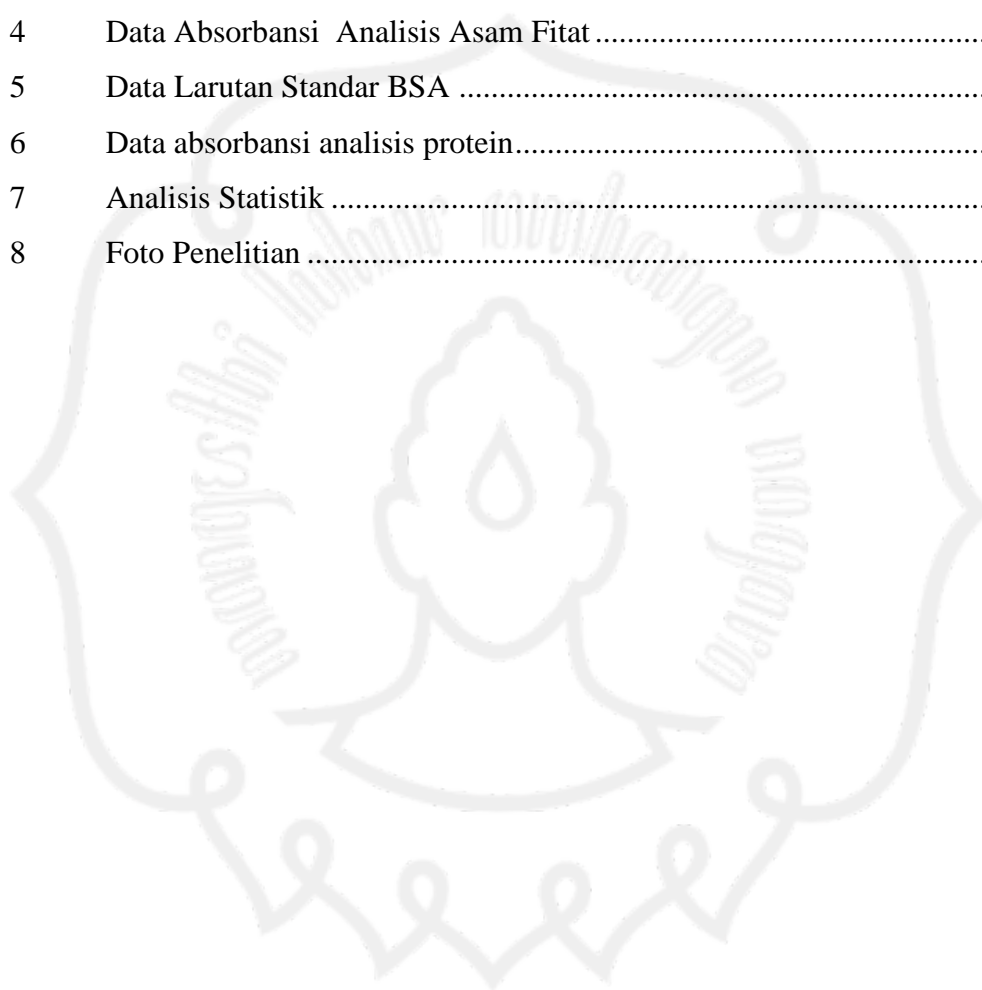 4 Data Absorbansi Analisis Asam Fitat ................................................
5 Data Larutan Standar BSA ................................................................
6 Data absorbansi analisis protein..........................................................
7 Analisis Statistik ................................................................................
8 Foto Penelitian ...................................................................................